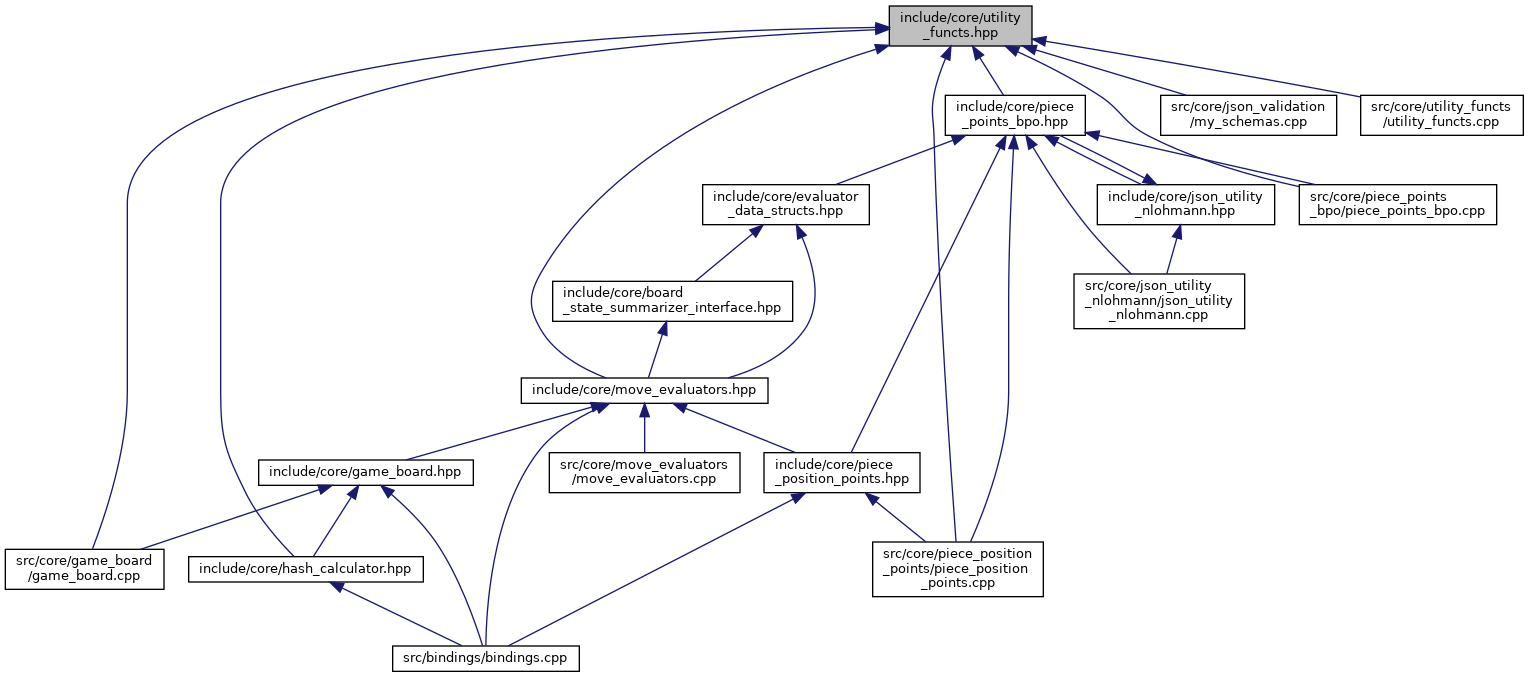 include/core/utility
_functs.hpp
include/core/piece
_points_bpo.hpp
src/core/json_validation
/my_schemas.cpp
src/core/utility_functs
/utility_functs.cpp
include/core/evaluator
_data_structs.hpp
include/core/json_utility
_nlohmann.hpp
src/core/piece_points
_bpo/piece_points_bpo.cpp
include/core/board
_state_summarizer_interface.hpp
src/core/json_utility
_nlohmann/json_utility
_nlohmann.cpp
include/core/move_evaluators.hpp
include/core/game_board.hpp
src/core/move_evaluators
/move_evaluators.cpp
include/core/piece
_position_points.hpp
src/core/game_board
/game_board.cpp
include/core/hash_calculator.hpp
src/core/piece_position
_points/piece_position
_points.cpp
src/bindings/bindings.cpp